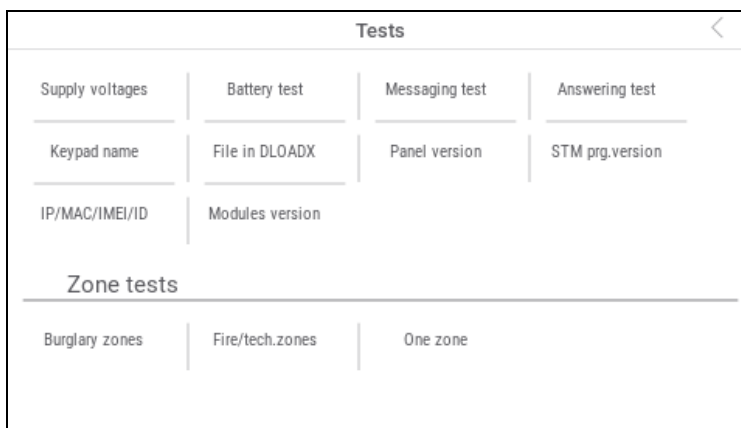 Tests
Supply voltages Battery test Messaging test Answering test
Keypad name File in DLOADX Panel version STM prg.version
IP/MAC/IMEI/ID Modules version
Zone tests
Burglary zones Fire/tech.zones One zone